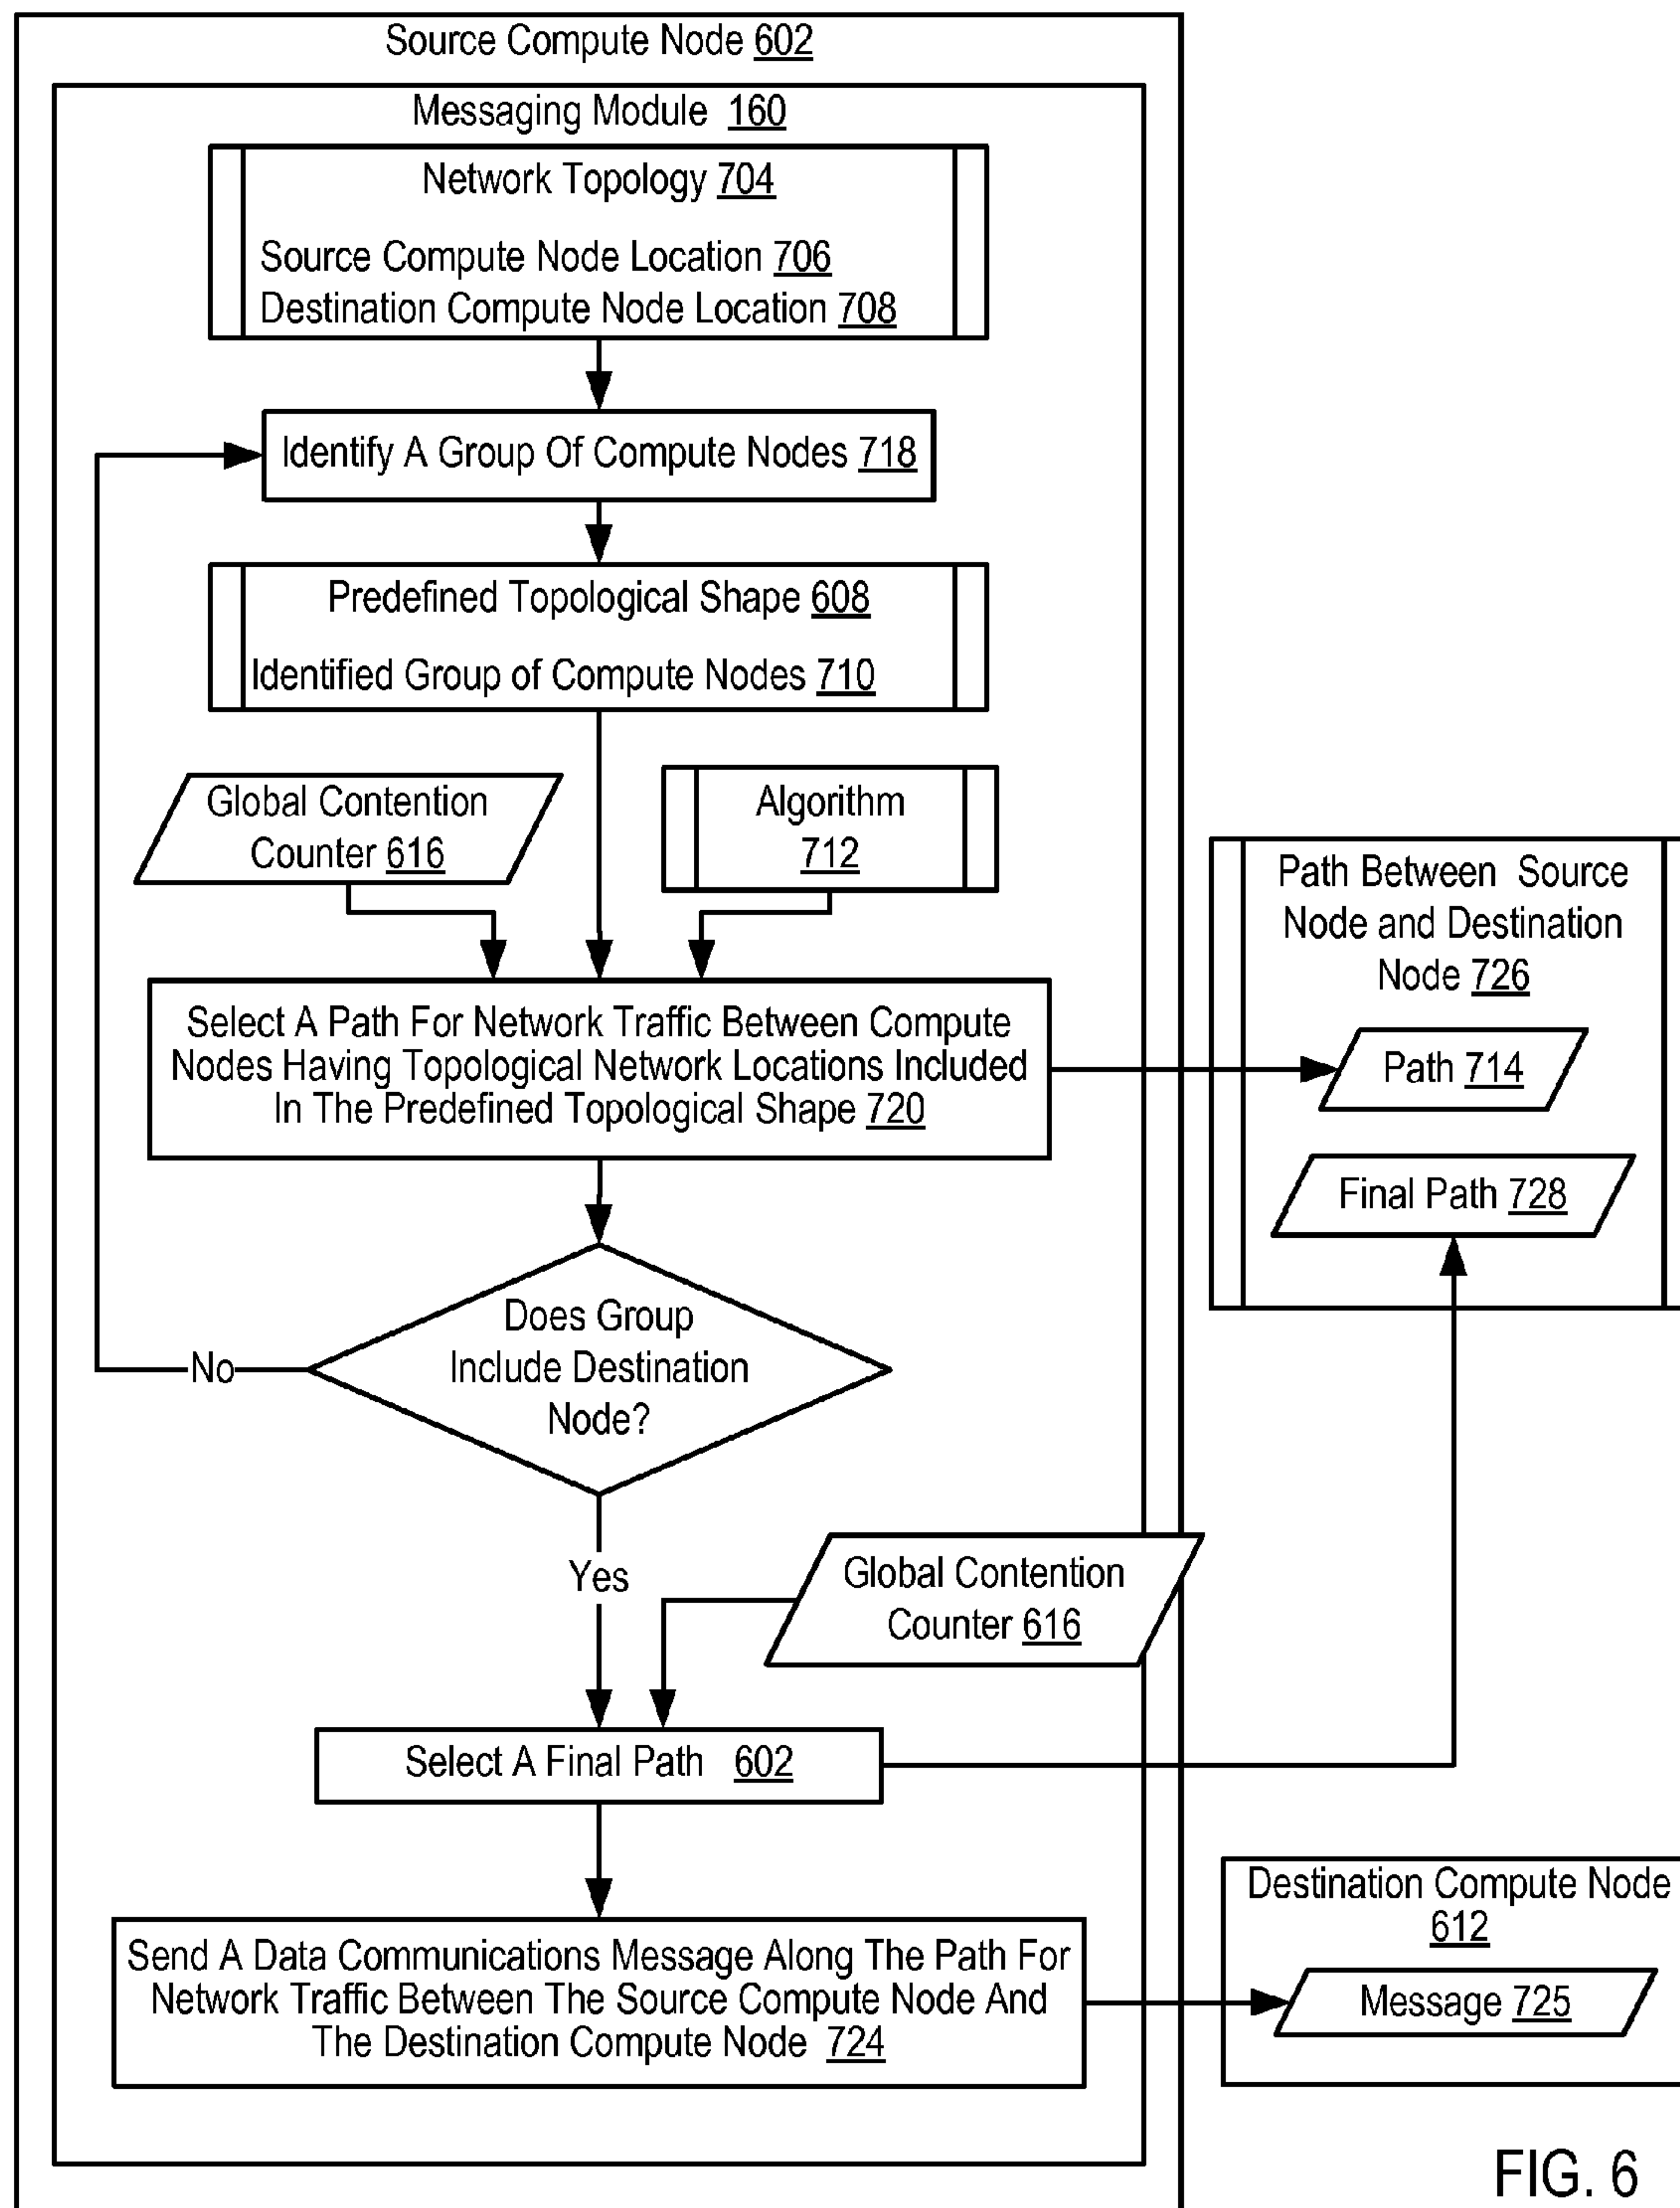 Source Compute Node 602
Messaging Module 160
Network Topology 704
Source Compute Node Location 706
Destination Compute Node Location 708
Identify A Group Of Compute Nodes 718
Predefined Topological Shape 608
Identified Group of Compute Nodes 710
Global Contention
Counter 616
Algorithm
712
Select A Path For Network Traffic Between Compute
Nodes Having Topological Network Locations Included
In The Predefined Topological Shape 720
Path Between Source
Node and Destination
Node 726
Path 714
Final Path 728
Does Group
Include Destination
Node?
No
Yes
Global Contention
Counter 616
Select A Final Path 602
Send A Data Communications Message Along The Path For
Network Traffic Between The Source Compute Node And
The Destination Compute Node 724
Destination Compute Node
612
Message 725
FIG. 6